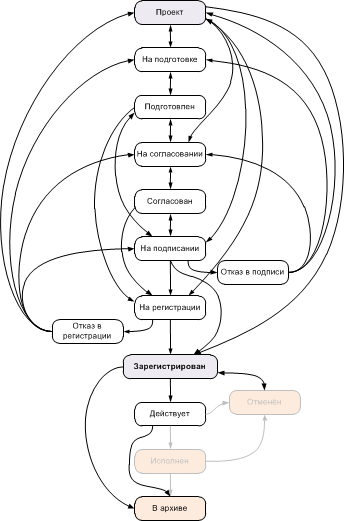 Проект
На подготовке
Подготовлен
На согласовании
Согласован
На подписании
Отказ в подписи
На регистрации
Отказ в
регистрации
Зарегистрирован
Отменён
Действует
Исполнен
В архиве